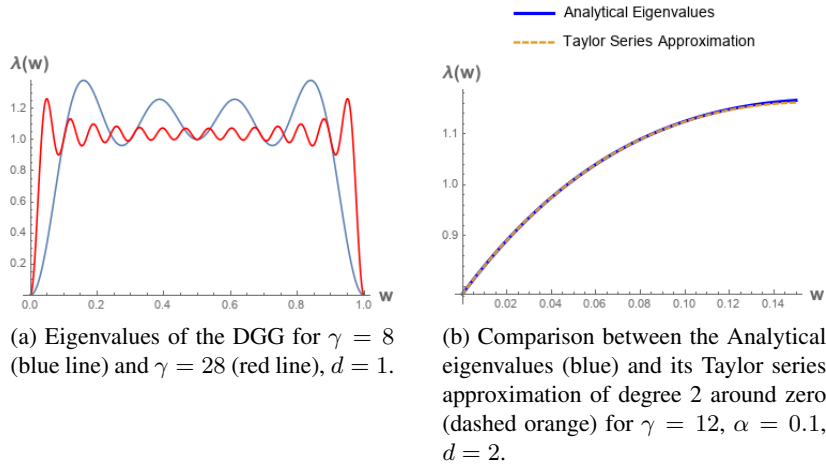 Analytical Eigenvalues
Taylor Series Approximation
λ(w)
1.2
1.0
0.8
0.6
0.4
0.2
0.0 0.2 0.4 0.6 0.8 1.0 w
λ(w)
1.1
1.0
0.9
0.02 0.04 0.06 0.08 0.10 0.12 0.14 w
(a) Eigenvalues of the DGG for γ = 8
(blue line) and γ = 28 (red line), d = 1.
(b) Comparison between the Analytical
eigenvalues (blue) and its Taylor series
approximation of degree 2 around zero
(dashed orange) for γ = 12, α = 0.1,
d = 2.